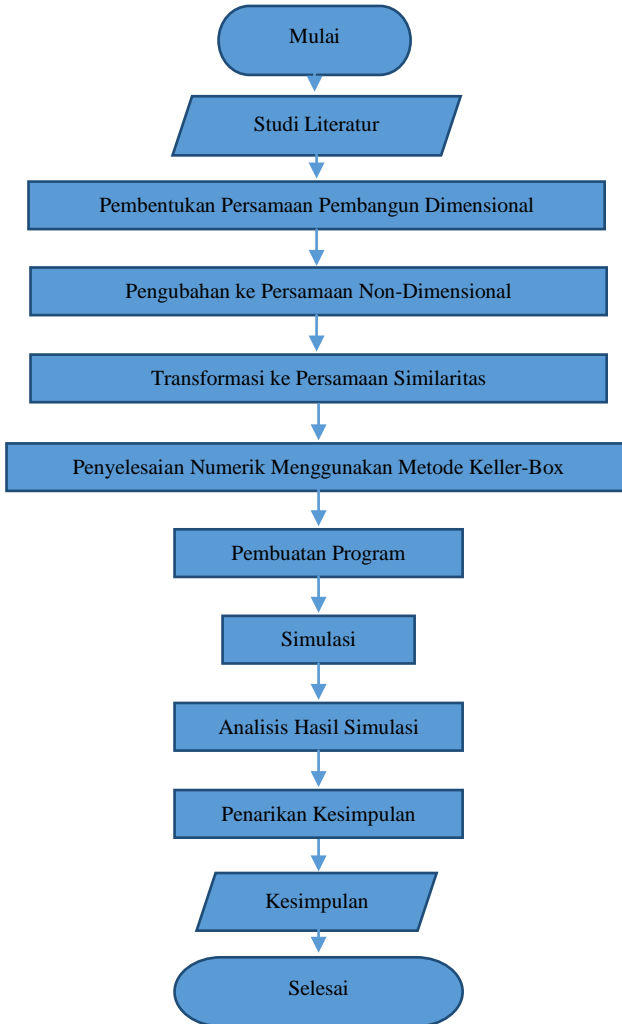 Mulai
Studi Literatur
Pembentukan Persamaan Pembangun Dimensional
Pengubahan ke Persamaan Non-Dimensional
Transformasi ke Persamaan Similaritas
Penyelesaian Numerik Menggunakan Metode Keller-Box
Pembuatan Program
Simulasi
Analisis Hasil Simulasi
Penarikan Kesimpulan
Kesimpulan
Selesai